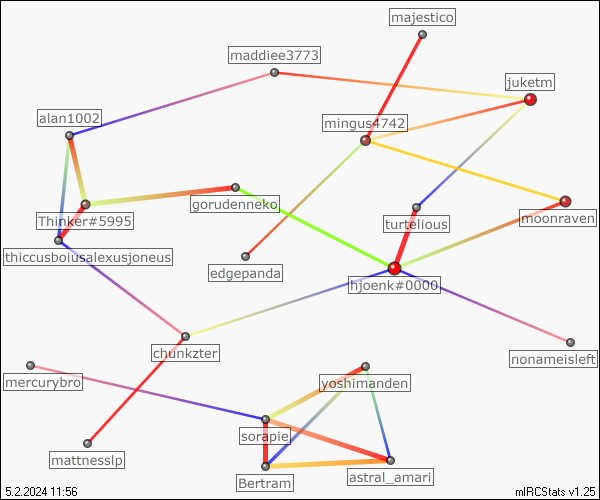 majestico
maddiee3773
juketm
alan1002
mingus4742
gorudenneko
Thinker#5995
turtelious
moonraven
thiccusboiusalexusjoneus
edgepanda
hjoenk#0000
chunkzter
nonameisleft
mercurybro
yoshimanden
sorapie
mattnesslp
Bertram
astral_amari
5.2.2024 11:56
mIRCStats v1.25